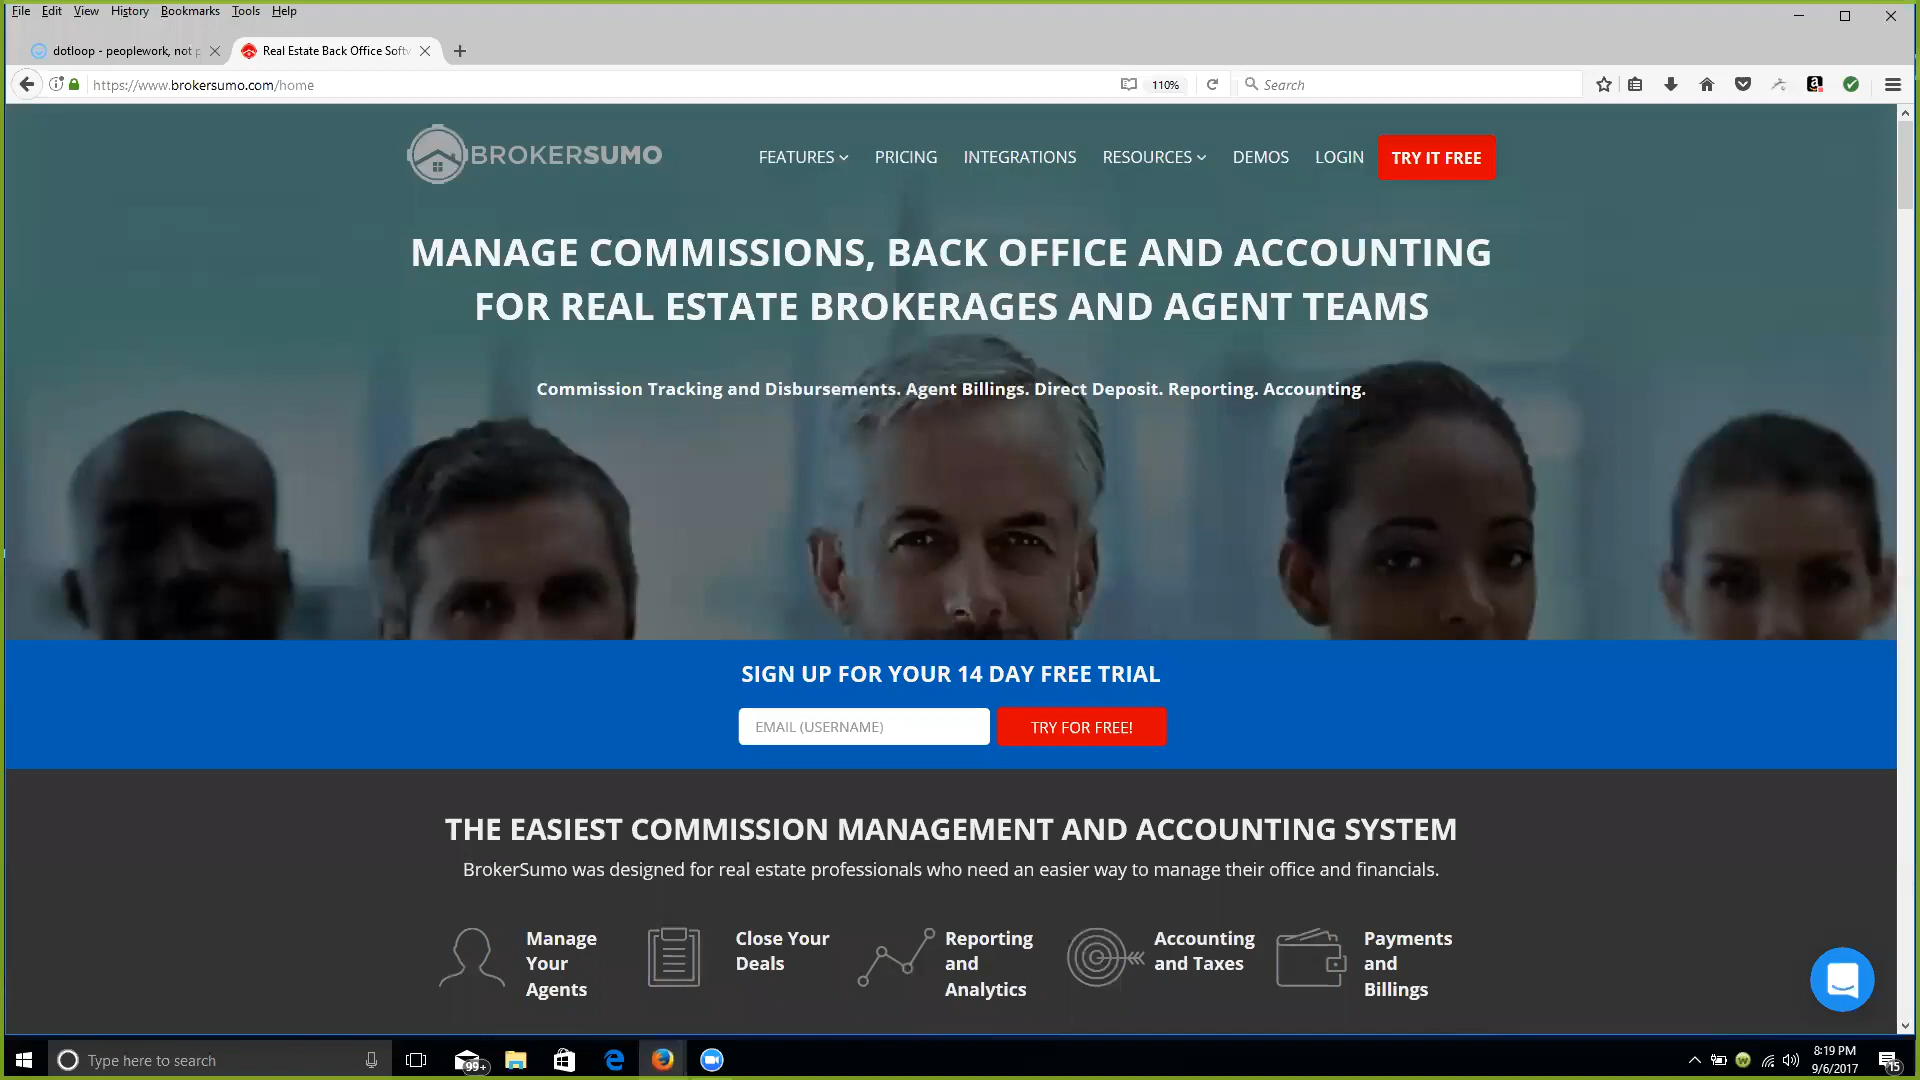 File Edit View History Bookmarks Tools Help
dotloop - peoplework, not p
Real Estate Back Office Softw
https://www.brokersumo.com/home
110%
Search
BROKERSUMO
FEATURES PRICING INTEGRATIONS RESOURCES DEMOS LOGIN TRY IT FREE
MANAGE COMMISSIONS, BACK OFFICE AND ACCOUNTING
FOR REAL ESTATE BROKERAGES AND AGENT TEAMS
Commission Tracking and Disbursements. Agent Billings. Direct Deposit. Reporting. Accounting.
SIGN UP FOR YOUR 14 DAY FREE TRIAL
EMAIL (USERNAME)
TRY FOR FREE!
THE EASIEST COMMISSION MANAGEMENT AND ACCOUNTING SYSTEM
BrokerSumo was designed for real estate professionals who need an easier way to manage their office and financials.
Manage
Your
Agents
Close Your
Deals
Reporting
and
Analytics
Accounting
and Taxes
Payments
and
Billings
Type here to search
99+
8:19 PM
9/6/2017
15